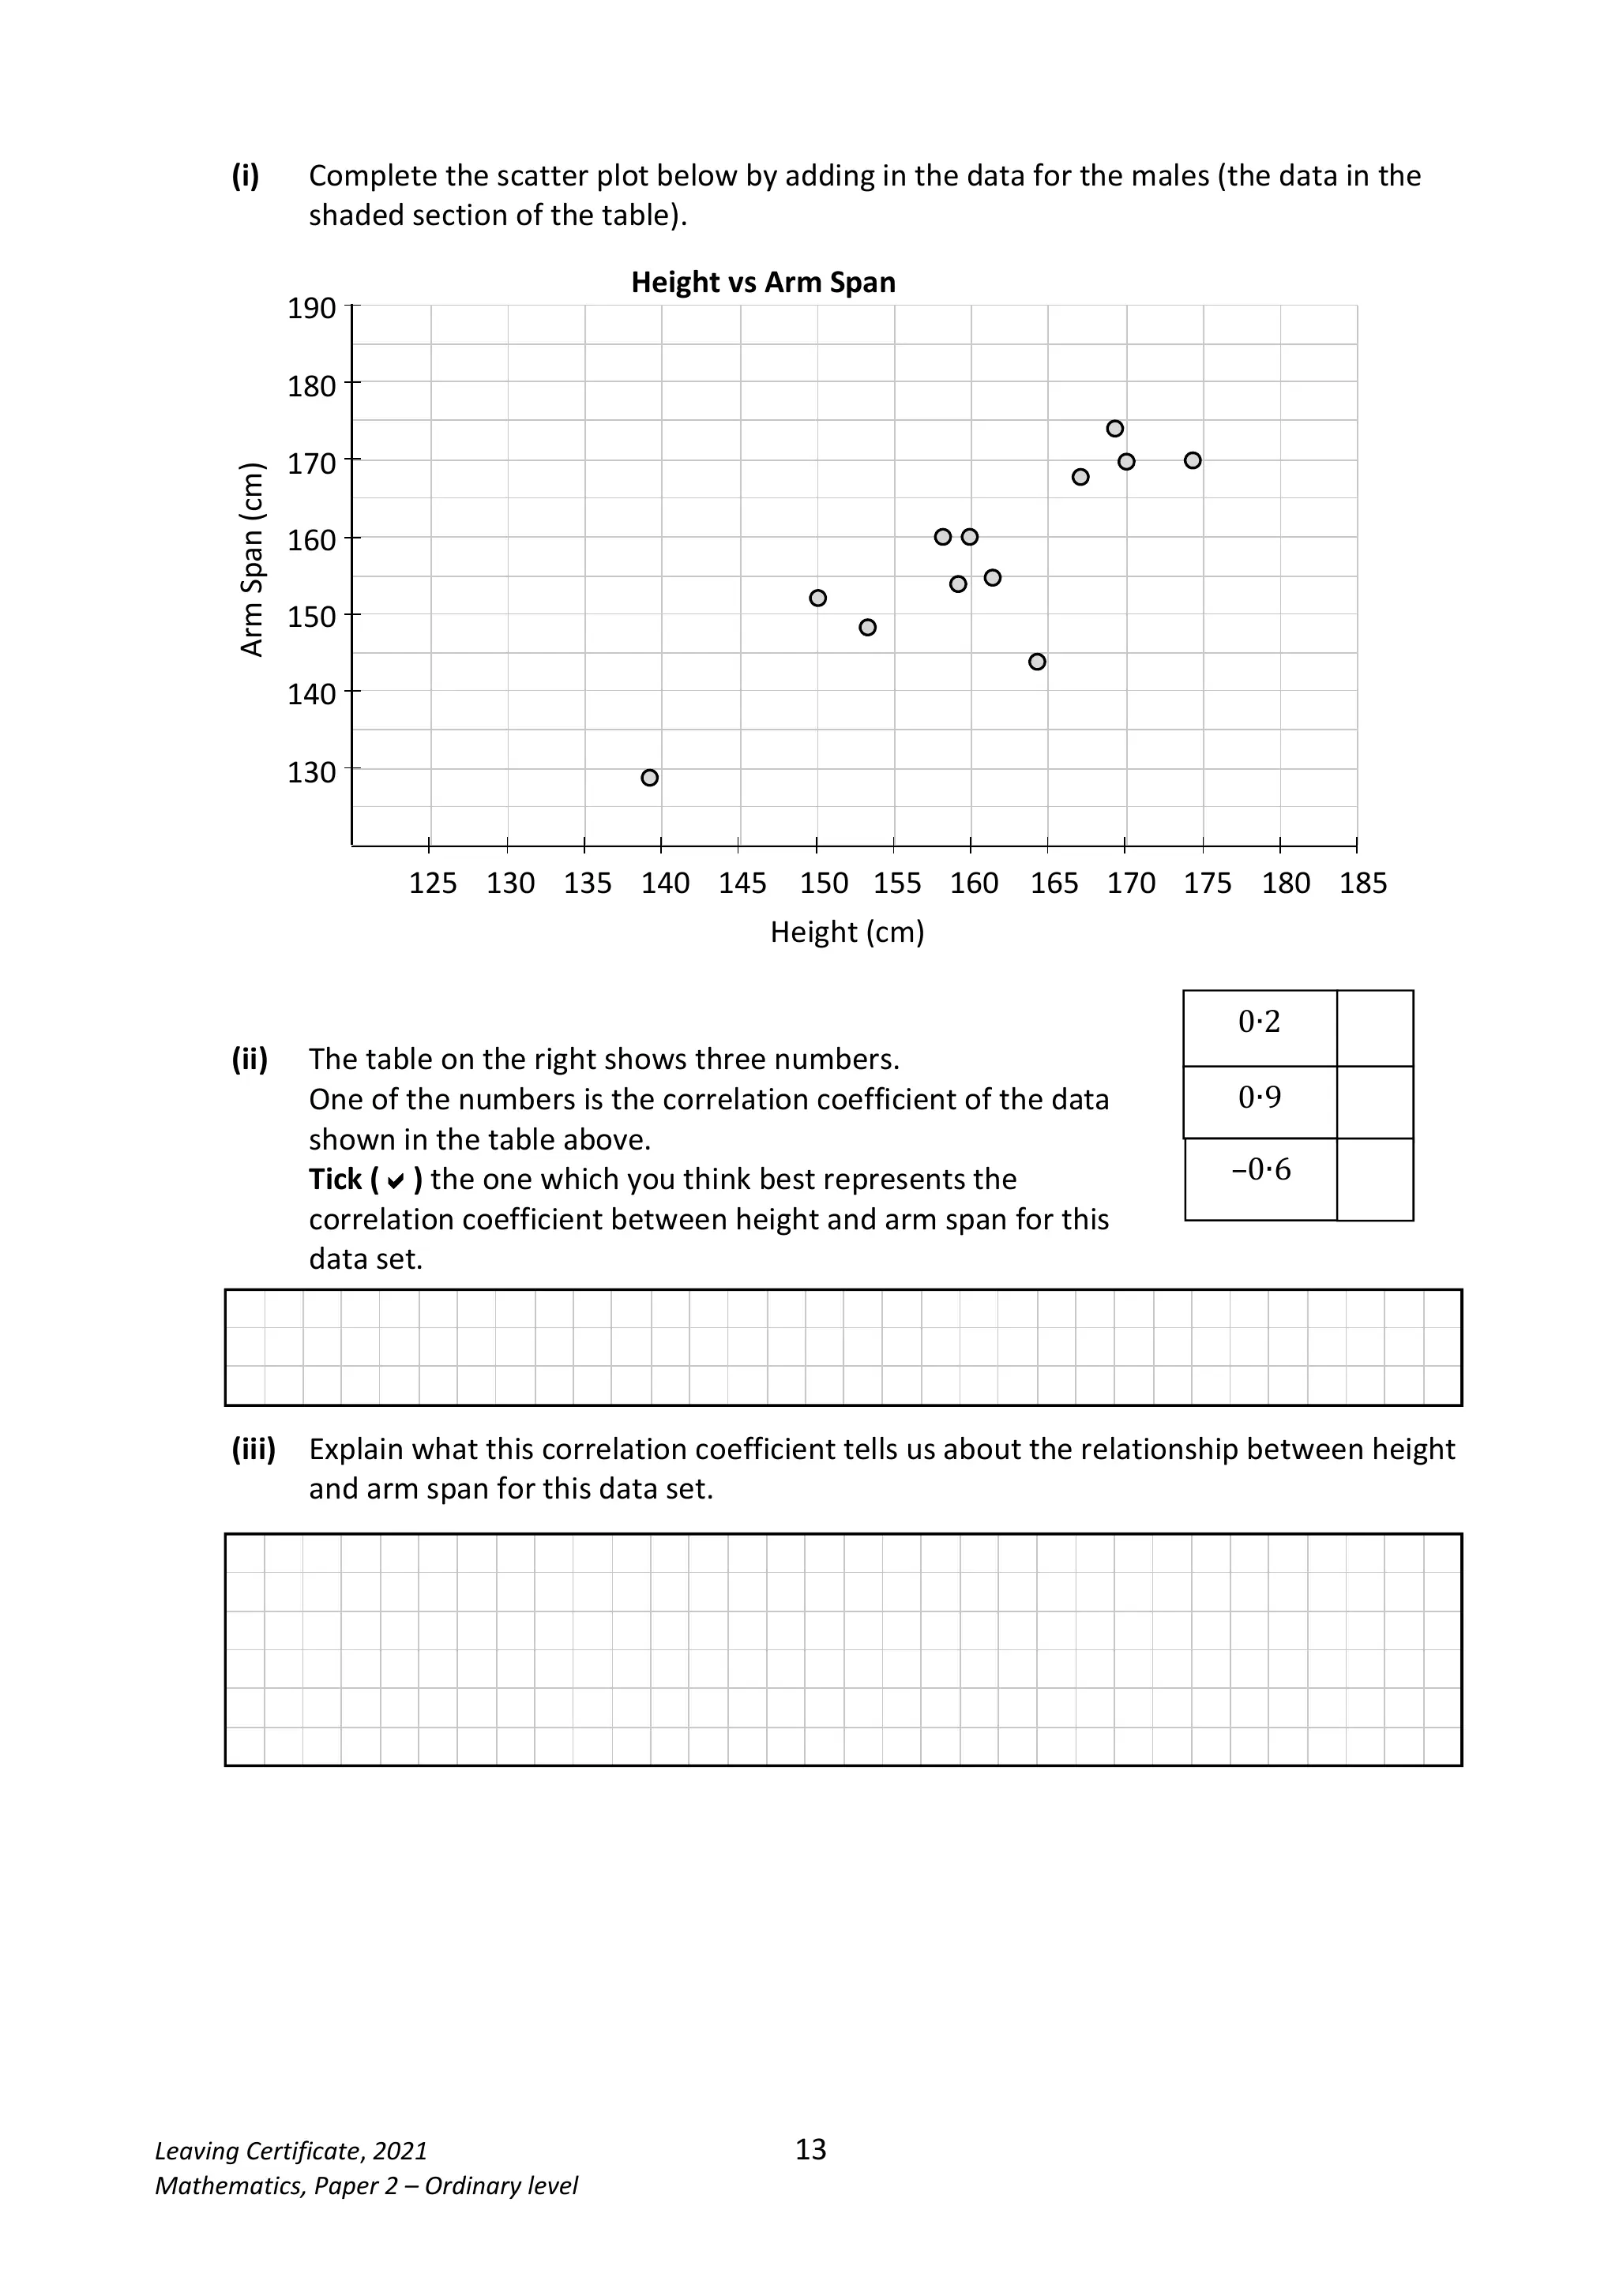 (i) Complete the scatter plot below by adding in the data for the males (the data in the
shaded section of the table).
Height vs Arm Span
190
180
170
160
150
140
130
Arm Span (cm)
125 130 135 140 145 150 155 160 165 170 175 180 185
Height (cm)
0·2
0·9
–0·6
(ii) The table on the right shows three numbers.
One of the numbers is the correlation coefficient of the data
shown in the table above.
Tick (✓) the one which you think best represents the
correlation coefficient between height and arm span for this
data set.
(iii) Explain what this correlation coefficient tells us about the relationship between height
and arm span for this data set.
Leaving Certificate, 2021 13
Mathematics, Paper 2 – Ordinary level